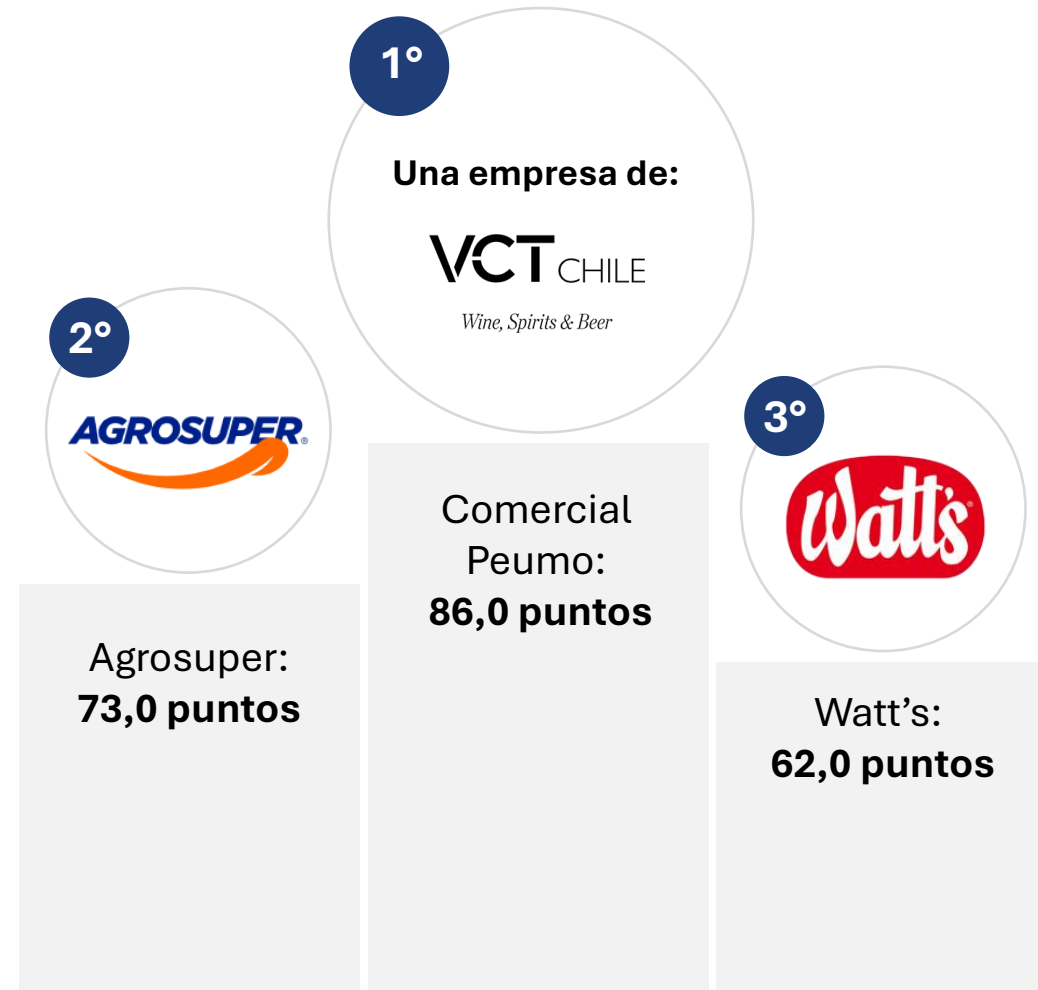 1°
Una empresa de:
VCT CHILE
Wine, Spirits & Beer
2°
AGROSUPER®
3°
Watt's
Comercial
Peumo:
86,0 puntos
Agrosuper:
73,0 puntos
Watt’s:
62,0 puntos